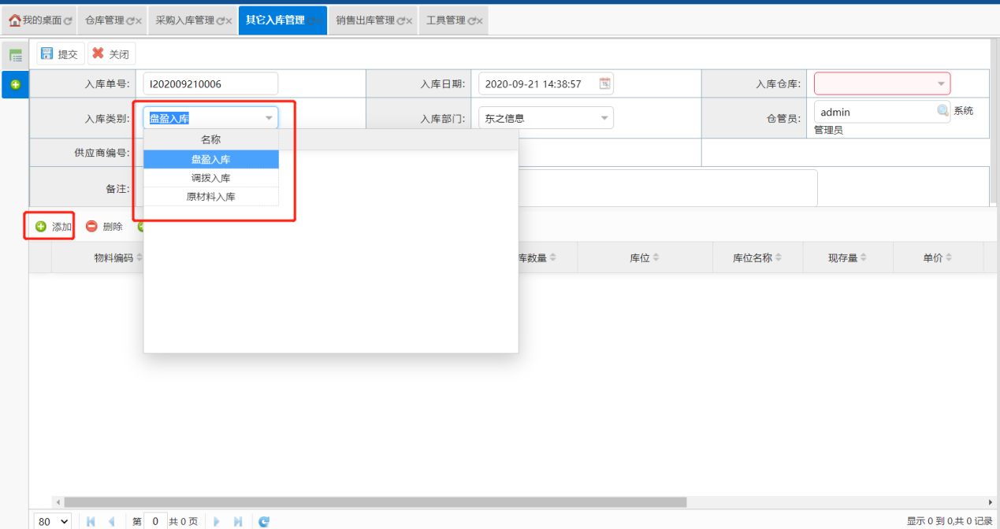 我的桌面 仓库管理 采购入库管理 其它入库管理 销售出库管理 工具管理
提交 关闭
入库单号: I202009210006 入库日期: 2020-09-21 14:38:57 入库仓库:
入库类别: 盘盈入库 入库部门: 东之信息 仓管员: admin 系统
管理员
名称
供应商编号:
盘盈入库
调拨入库
备注:
原材料入库
添加 删除
物料编码 库数量 库位 库位名称 现存量 单价
80 第 0 共 0 页 显示 0 到 0,共 0 记录